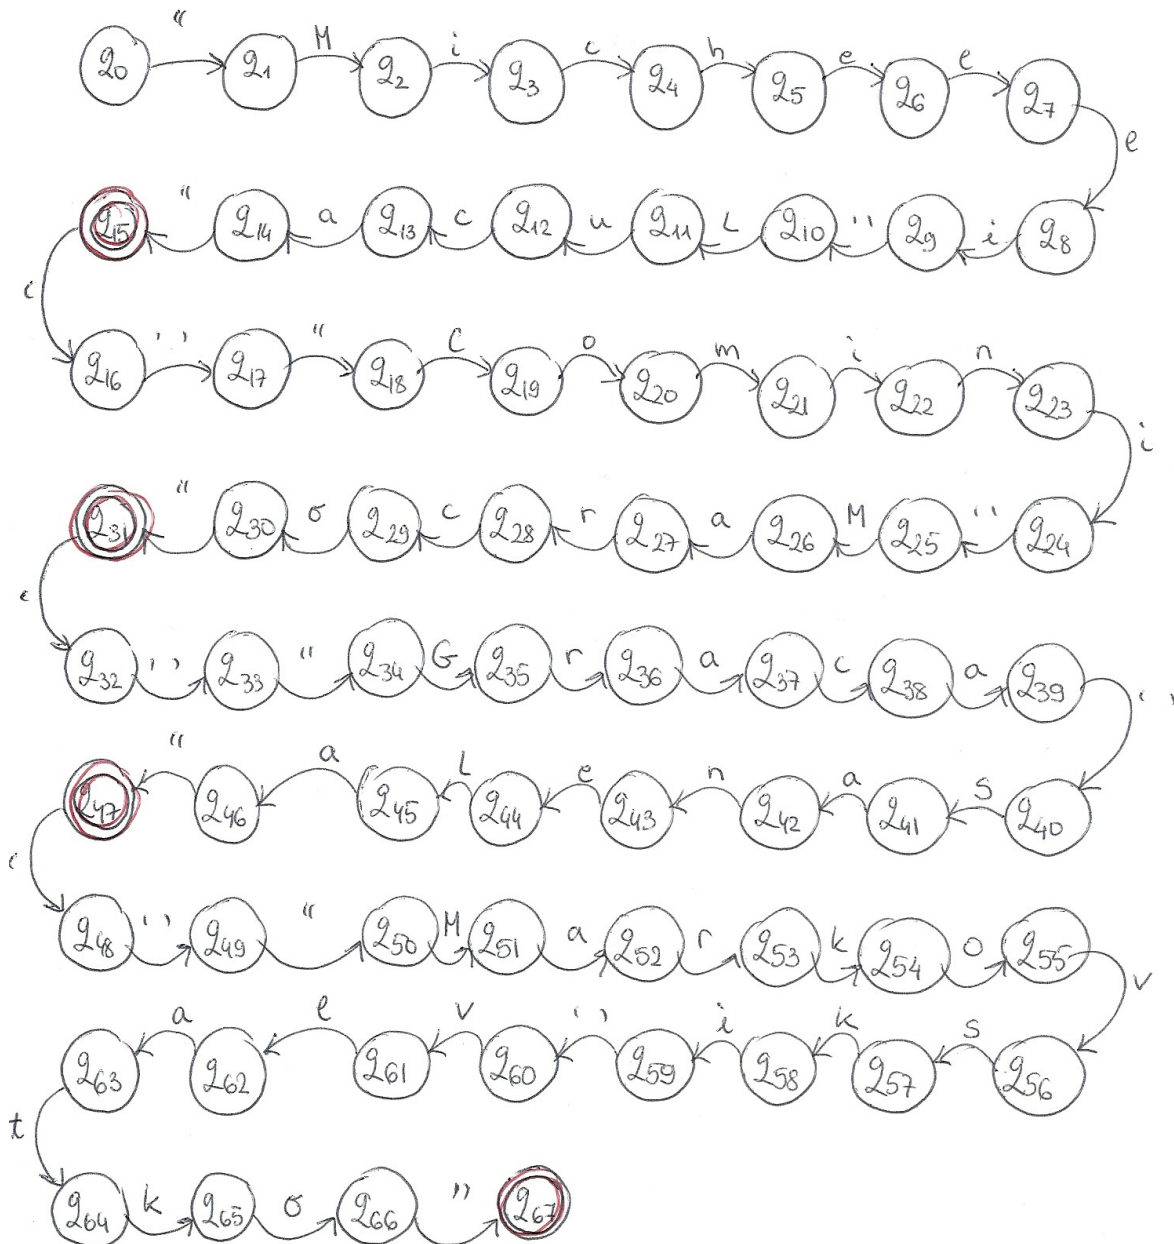 “ M i c h e l
q0 q1 q2 q3 q4 q5 q6 q7
e
“ a c u L " i
q15 q14 q13 q12 q11 q10 q9 q8
‘
' ' “ C o m i n
q16 q17 q18 q19 q20 q21 q22 q23
i
“ o c r a M "
q31 q30 q29 q28 q27 q26 q25 q24
‘
' ' “ G r a c a
q32 q33 q34 q35 q36 q37 q38 q39
' '
“ a L e n a S
q47 q46 q45 q44 q43 q42 q41 q40
‘
' ' “ M a r k o
q48 q49 q50 q51 q52 q53 q54 q55
v
a l v ' ' i k S
q63 q62 q61 q60 q59 q58 q57 q56
t
k o "
q64 q65 q66 q67